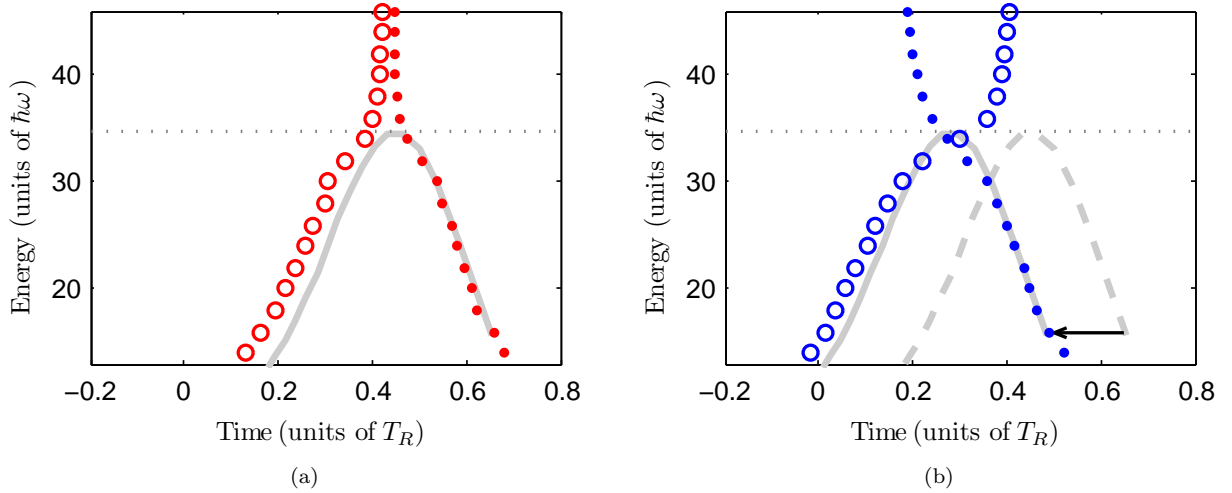 40
30
20
Energy (units of ħω)
−0.2 0 0.2 0.4 0.6 0.8
Time (units of T_R)
(a)
40
30
20
Energy (units of ħω)
−0.2 0 0.2 0.4 0.6 0.8
Time (units of T_R)
(b)